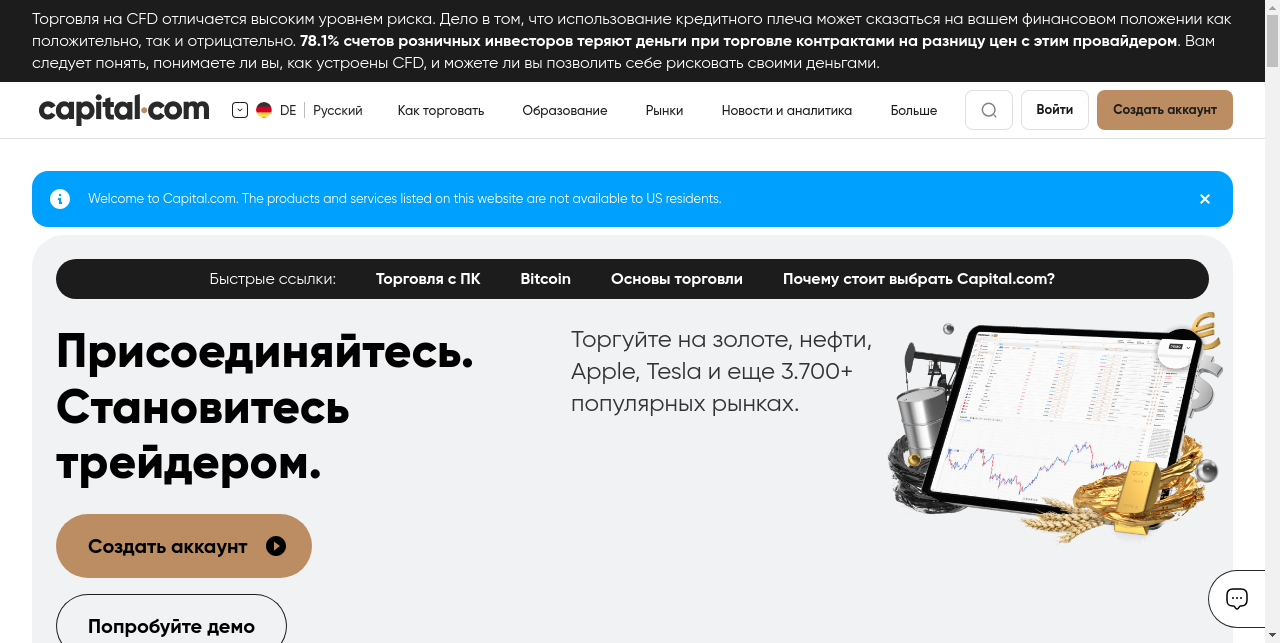 Торговля на CFD отличается высоким уровнем риска. Дело в том, что использование кредитного плеча может сказаться на вашем финансовом положении как
положительно, так и отрицательно. 78.1% счетов розничных инвесторов теряют деньги при торговле контрактами на разницу цен с этим провайдером. Вам
следует понять, понимаете ли вы, как устроены CFD, и можете ли вы позволить себе рисковать своими деньгами.
capital.com DE Русский Как торговать Образование Рынки Новости и аналитика Больше Войти Создать аккаунт
Welcome to Capital.com. The products and services listed on this website are not available to US residents.
Быстрые ссылки: Торговля с ПК Bitcoin Основы торговли Почему стоит выбрать Capital.com?
Присоединяйтесь.
Становитесь
трейдером.
Торгуйте на золоте, нефти,
Apple, Tesla и еще 3.700+
популярных рынках.
Создать аккаунт
Попробуйте демо